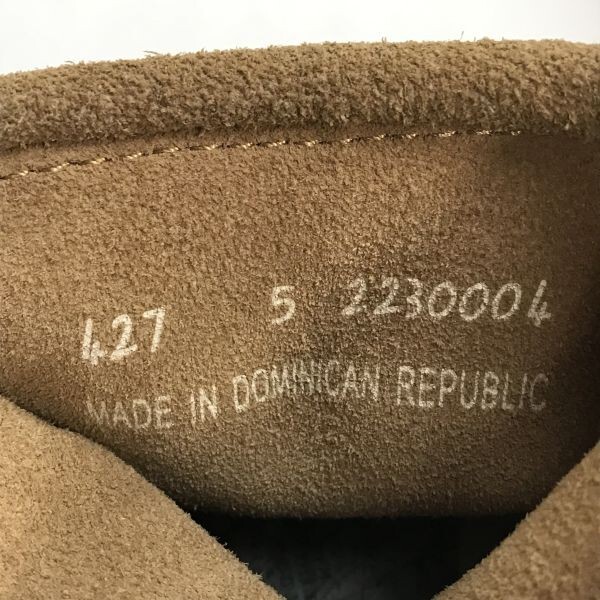 427 5 2230004
MADE IN DOMINICAN REPUBLIC